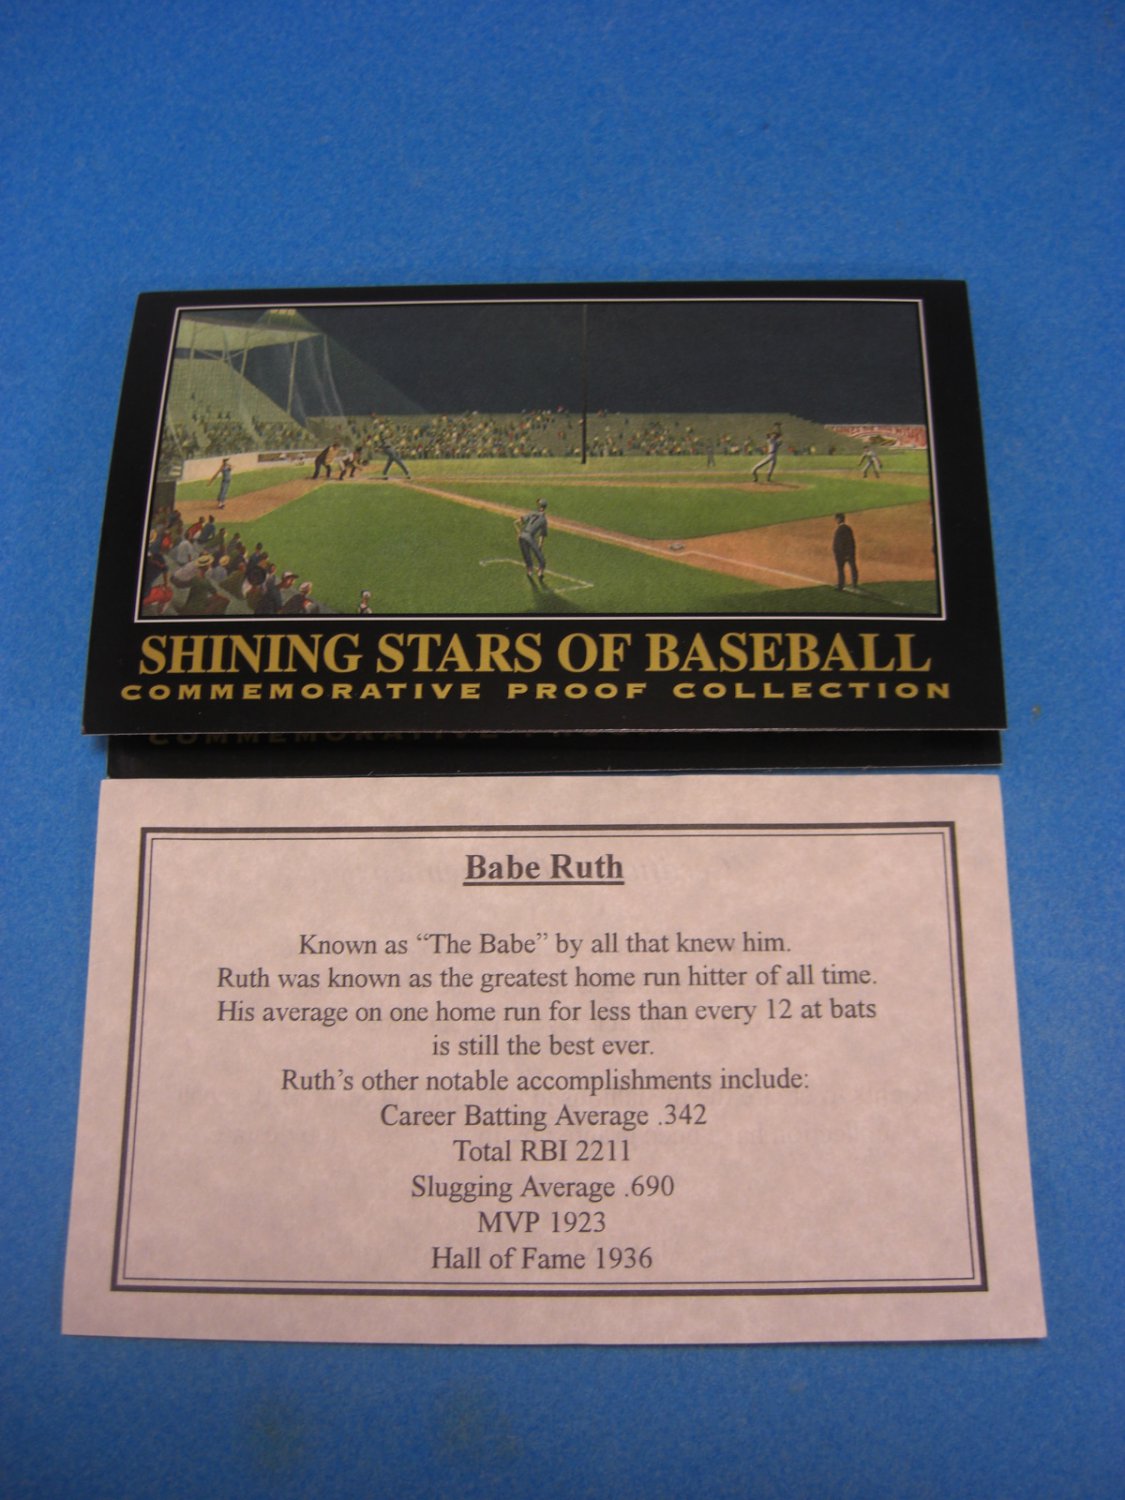 SHINING STARS OF BASEBALL
COMMEMORATIVE PROOF COLLECTION
COMMEMORATIVE
Babe Ruth
Known as “The Babe” by all that knew him.
Ruth was known as the greatest home run hitter of all time.
His average on one home run for less than every 12 at bats
is still the best ever.
Ruth’s other notable accomplishments include:
Career Batting Average .342
Total RBI 2211
Slugging Average .690
MVP 1923
Hall of Fame 1936